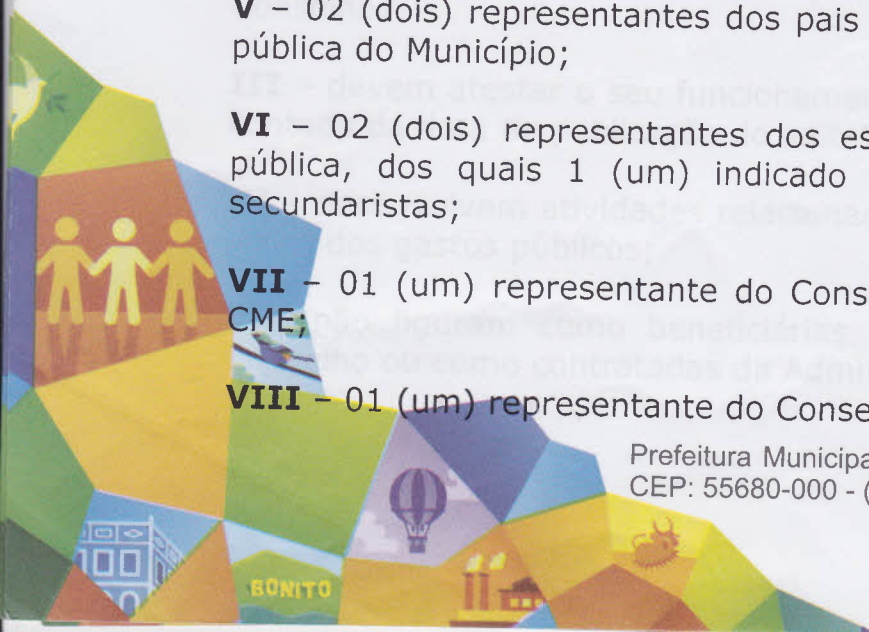 V – 02 (dois) representantes dos pais
pública do Município;
VI – 02 (dois) representantes dos es
pública, dos quais 1 (um) indicado
secundaristas;
VII – 01 (um) representante do Cons
CME;
VIII – 01 (um) representante do Conse
Prefeitura Municipa
CEP: 55680-000 - (
BONITO